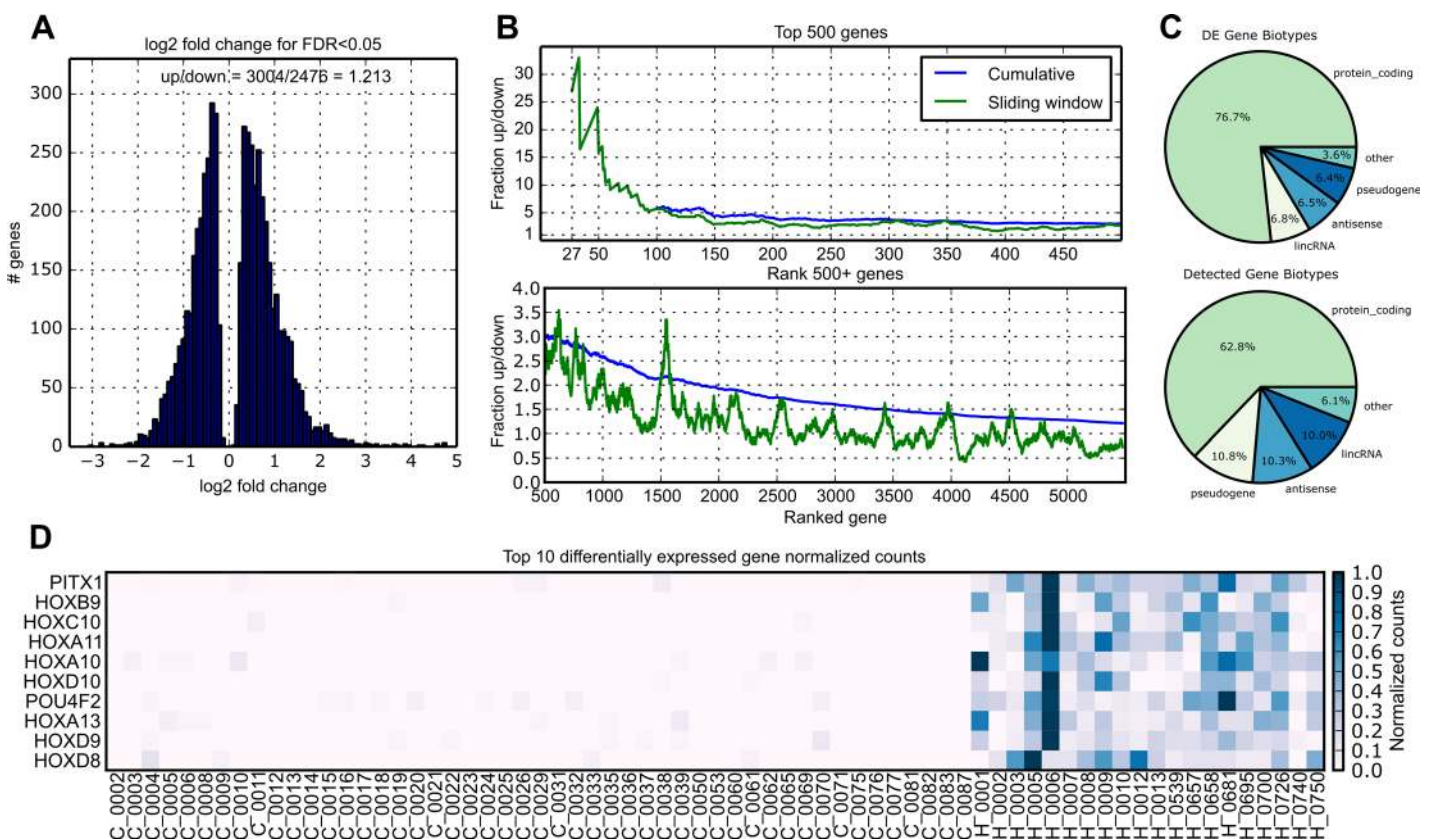 A
log2 fold change for FDR<0.05
up/down = 3004/2476 = 1.213
300
250
200
150
100
50
0
−3 −2 −1 0 1 2 3 4 5
# genes
log2 fold change
B
Top 500 genes
Cumulative
Sliding window
30
25
20
15
10
5
1
Fraction up/down
27 50 100 150 200 250 300 350 400 450
Rank 500+ genes
4.0
3.5
3.0
2.5
2.0
1.5
1.0
0.5
0.0
Fraction up/down
500 1000 1500 2000 2500 3000 3500 4000 4500 5000
Ranked gene
C
DE Gene Biotypes
protein_coding
76.7%
3.6%
other
6.4%
pseudogene
6.5%
antisense
6.8%
lincRNA
Detected Gene Biotypes
protein_coding
62.8%
6.1%
other
10.0%
lincRNA
10.3%
antisense
10.8%
pseudogene
D
Top 10 differentially expressed gene normalized counts
PITX1
HOXB9
HOXC10
HOXA11
HOXA10
HOXD10
POU4F2
HOXA13
HOXD9
HOXD8
C_0002
C_0003
C_0004
C_0005
C_0006
C_0008
C_0009
C_0010
C_0011
C_0012
C_0013
C_0014
C_0016
C_0017
C_0018
C_0019
C_0020
C_0021
C_0022
C_0023
C_0024
C_0025
C_0026
C_0029
C_0031
C_0032
C_0033
C_0035
C_0036
C_0037
C_0038
C_0039
C_0050
C_0053
C_0060
C_0061
C_0062
C_0065
C_0069
C_0070
C_0071
C_0075
C_0076
C_0077
C_0081
C_0082
C_0083
C_0087
H_0001
H_0002
H_0003
H_0005
H_0006
H_0007
H_0008
H_0009
H_0010
H_0012
H_0013
H_0539
H_0657
H_0658
H_0681
H_0695
H_0700
H_0726
H_0740
H_0750
1.0
0.9
0.8
0.7
0.6
0.5
0.4
0.3
0.2
0.1
0.0
Normalized counts